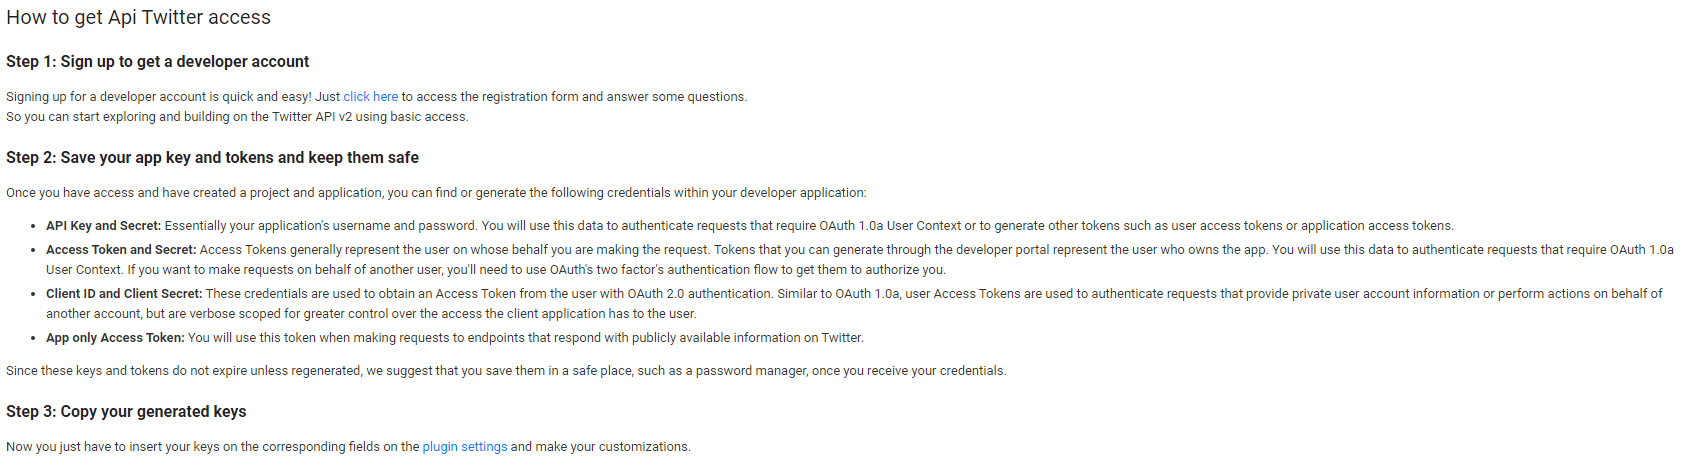 How to get Api Twitter access
Step 1: Sign up to get a developer account
Signing up for a developer account is quick and easy! Just click here to access the registration form and answer some questions.
So you can start exploring and building on the Twitter API v2 using basic access.
Step 2: Save your app key and tokens and keep them safe
Once you have access and have created a project and application, you can find or generate the following credentials within your developer application:
• API Key and Secret: Essentially your application's username and password. You will use this data to authenticate requests that require OAuth 1.0a User Context or to generate other tokens such as user access tokens or application access tokens.
• Access Token and Secret: Access Tokens generally represent the user on whose behalf you are making the request. Tokens that you can generate through the developer portal represent the user who owns the app. You will use this data to authenticate requests that require OAuth 1.0a
User Context. If you want to make requests on behalf of another user, you'll need to use OAuth's two factor's authentication flow to get them to authorize you.
• Client ID and Client Secret: These credentials are used to obtain an Access Token from the user with OAuth 2.0 authentication. Similar to OAuth 1.0a, user Access Tokens are used to authenticate requests that provide private user account information or perform actions on behalf of
another account, but are verbose scoped for greater control over the access the client application has to the user.
• App only Access Token: You will use this token when making requests to endpoints that respond with publicly available information on Twitter.
Since these keys and tokens do not expire unless regenerated, we suggest that you save them in a safe place, such as a password manager, once you receive your credentials.
Step 3: Copy your generated keys
Now you just have to insert your keys on the corresponding fields on the plugin settings and make your customizations.